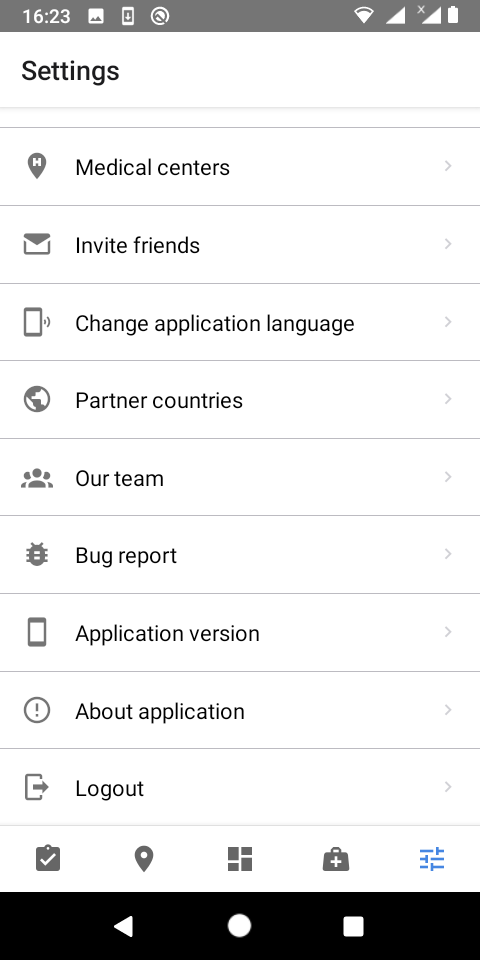 16:23
Settings
Medical centers
Invite friends
Change application language
Partner countries
Our team
Bug report
Application version
About application
Logout